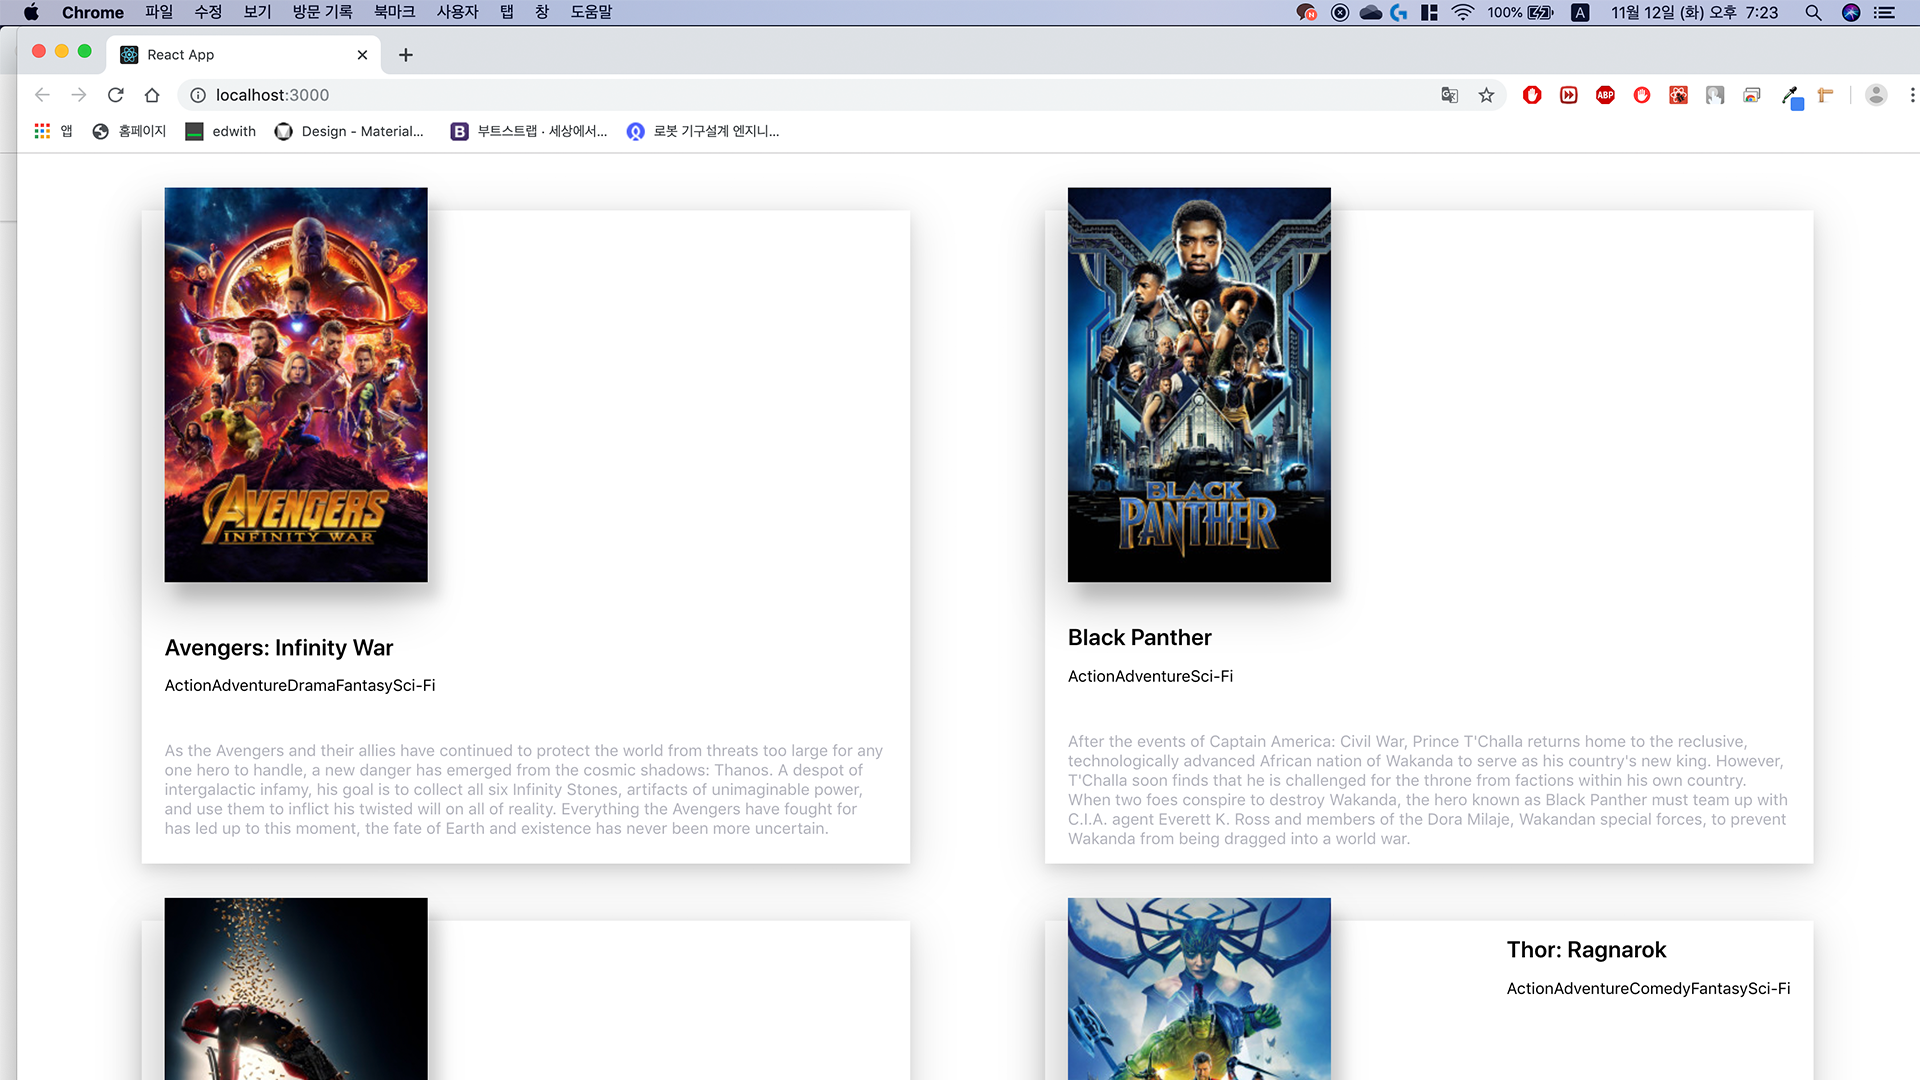 Chrome 파일 수정 보기 방문 기록 북마크 사용자 탭 창 도움말 100% A 11월 12일 (화) 오후 7:23
React App
localhost:3000
ABP
앱 홈페이지 edwith Design - Material... B 부트스트랩 · 세상에서... 로봇 기구설계 엔지니...
AVENGERS
INFINITY WAR
BLACK
PANTHER
Avengers: Infinity War
ActionAdventureDramaFantasySci-Fi
As the Avengers and their allies have continued to protect the world from threats too large for any
one hero to handle, a new danger has emerged from the cosmic shadows: Thanos. A despot of
intergalactic infamy, his goal is to collect all six Infinity Stones, artifacts of unimaginable power,
and use them to inflict his twisted will on all of reality. Everything the Avengers have fought for
has led up to this moment, the fate of Earth and existence has never been more uncertain.
Black Panther
ActionAdventureSci-Fi
After the events of Captain America: Civil War, Prince T'Challa returns home to the reclusive,
technologically advanced African nation of Wakanda to serve as his country's new king. However,
T'Challa soon finds that he is challenged for the throne from factions within his own country.
When two foes conspire to destroy Wakanda, the hero known as Black Panther must team up with
C.I.A. agent Everett K. Ross and members of the Dora Milaje, Wakandan special forces, to prevent
Wakanda from being dragged into a world war.
Thor: Ragnarok
ActionAdventureComedyFantasySci-Fi